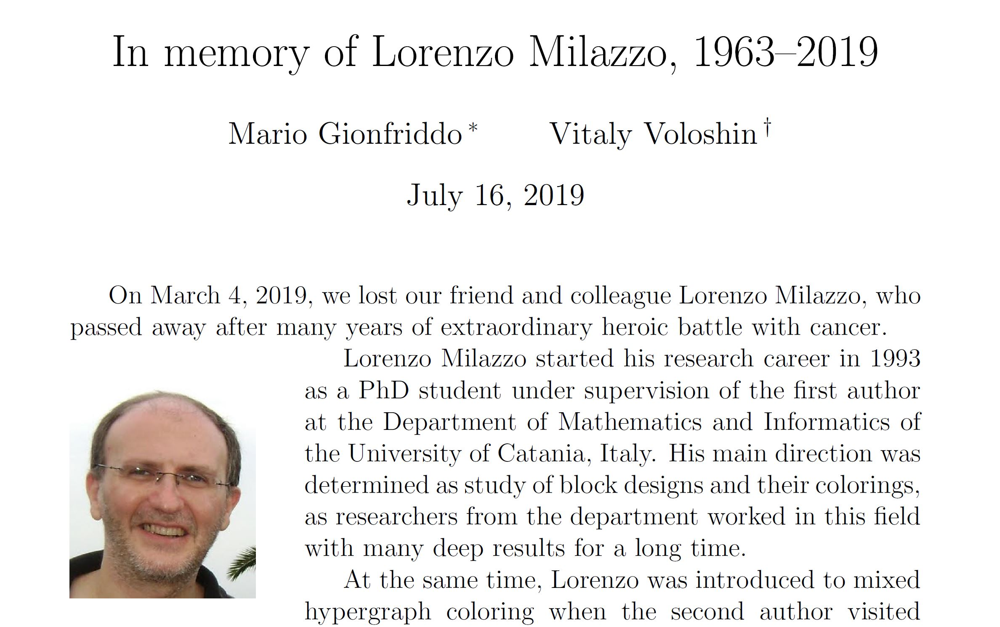 In memory of Lorenzo Milazzo, 1963–2019
Mario Gionfriddo * Vitaly Voloshin †
July 16, 2019
On March 4, 2019, we lost our friend and colleague Lorenzo Milazzo, who
passed away after many years of extraordinary heroic battle with cancer.
Lorenzo Milazzo started his research career in 1993
as a PhD student under supervision of the first author
at the Department of Mathematics and Informatics of
the University of Catania, Italy. His main direction was
determined as study of block designs and their colorings,
as researchers from the department worked in this field
with many deep results for a long time.
At the same time, Lorenzo was introduced to mixed
hypergraph coloring when the second author visited